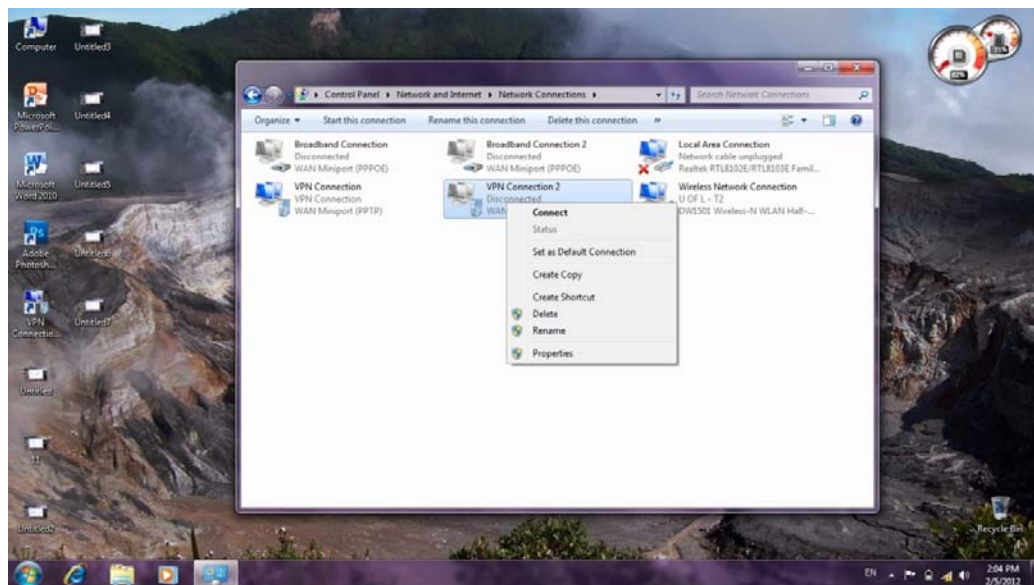 Computer
Untitled3
Microsoft PowerPoi...
Untitled4
Microsoft Word 2010
Untitled5
Adobe Photosh...
Untitled6
VPN Connectio...
Untitled7
Untitled
11
Untitled2
Control Panel ▸ Network and Internet ▸ Network Connections ▸
Search Network Connections
Organize ▾ Start this connection Rename this connection Delete this connection »
Broadband Connection
Disconnected
WAN Miniport (PPPOE)
Broadband Connection 2
Disconnected
WAN Miniport (PPPOE)
Local Area Connection
Network cable unplugged
Realtek RTL8102E/RTL8103E Famil...
VPN Connection
VPN Connection
WAN Miniport (PPTP)
VPN Connection 2
Disconnected
WAN
Wireless Network Connection
U OF L - T2
DW1501 Wireless-N WLAN Half-...
Connect
Status
Set as Default Connection
Create Copy
Create Shortcut
Delete
Rename
Properties
Recycle Bin
EN
2:04 PM